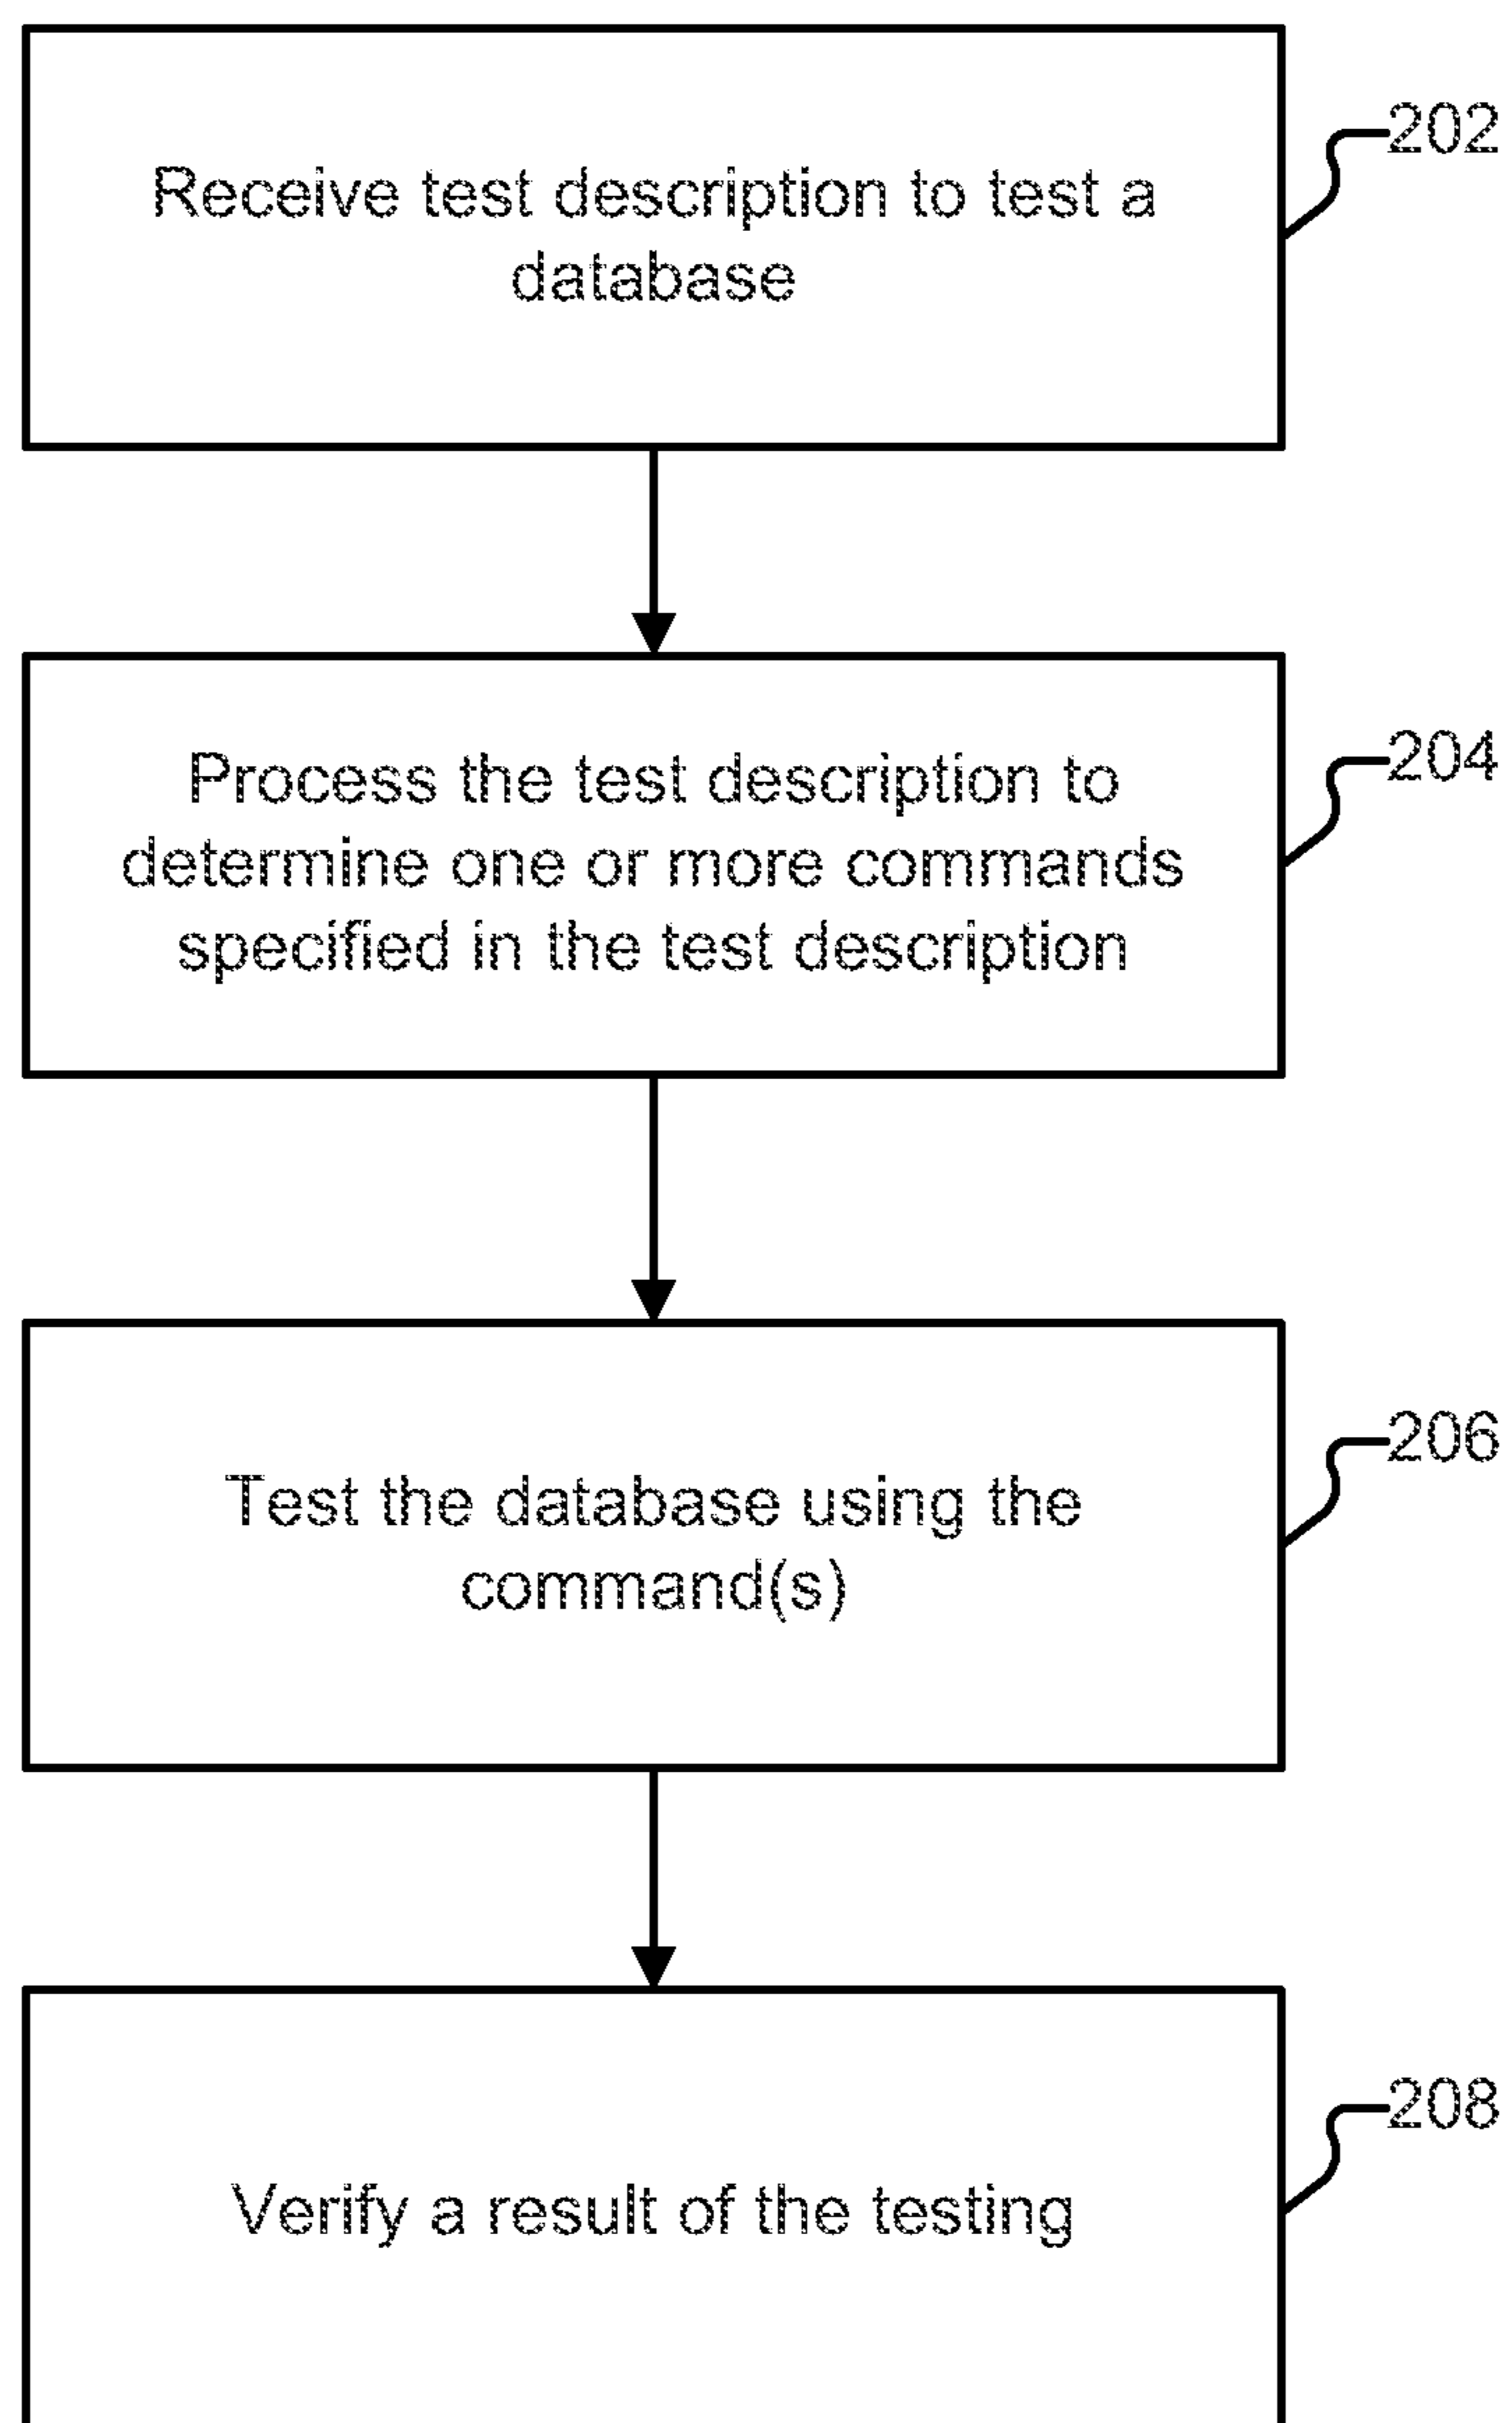 202
Receive test description to test a
database
204
Process the test description to
determine one or more commands
specified in the test description
206
Test the database using the
command(s)
208
Verify a result of the testing